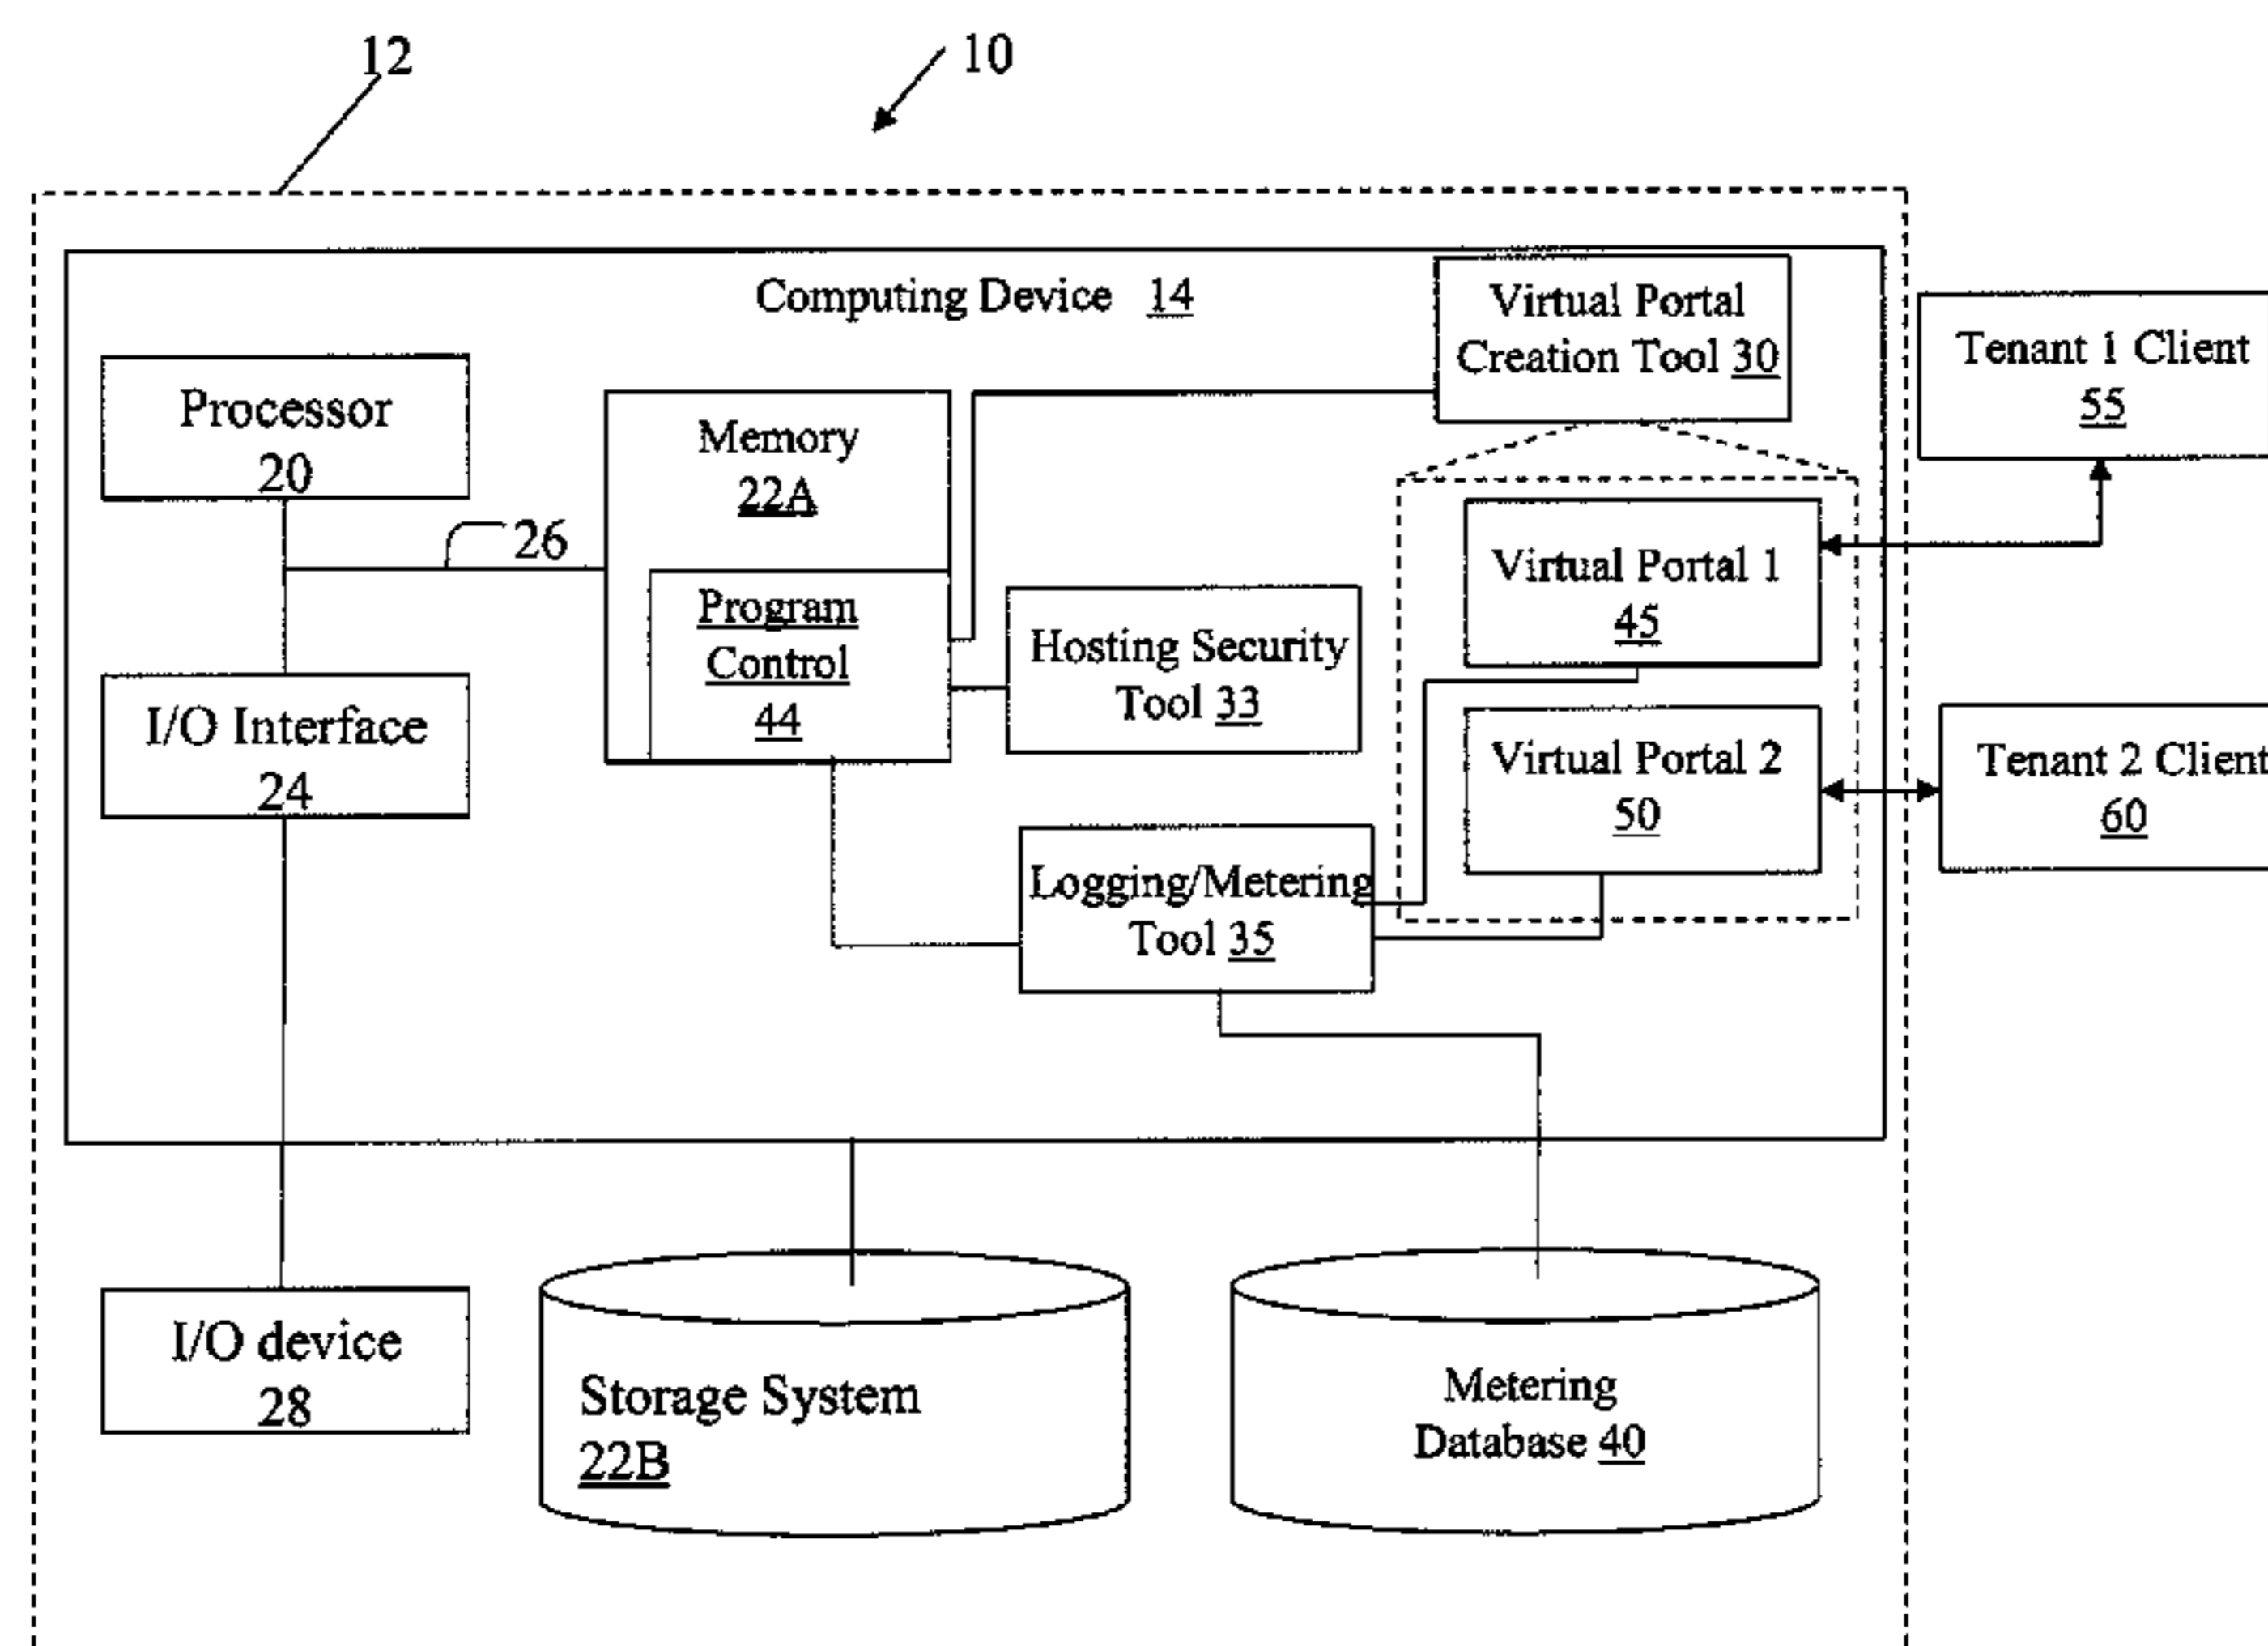 12
10
Computing Device 14
Virtual Portal
Creation Tool 30
Tenant 1 Client
55
Processor
20
Memory
22A
26
Virtual Portal 1
45
Program
Control
44
Hosting Security
Tool 33
I/O Interface
24
Virtual Portal 2
50
Tenant 2 Client
60
Logging/Metering
Tool 35
I/O device
28
Storage System
22B
Metering
Database 40